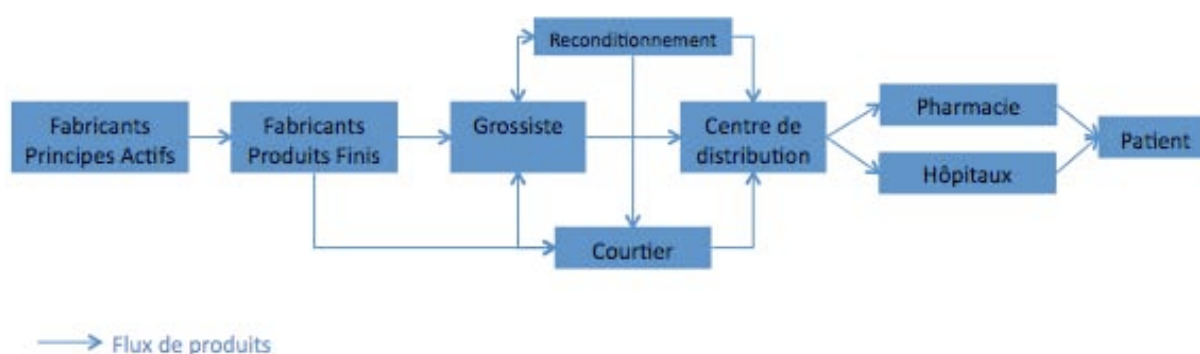 Reconditionnement
Fabricants
Principes Actifs
Fabricants
Produits Finis
Grossiste
Centre de
distribution
Pharmacie
Hôpitaux
Patient
Courtier
Flux de produits